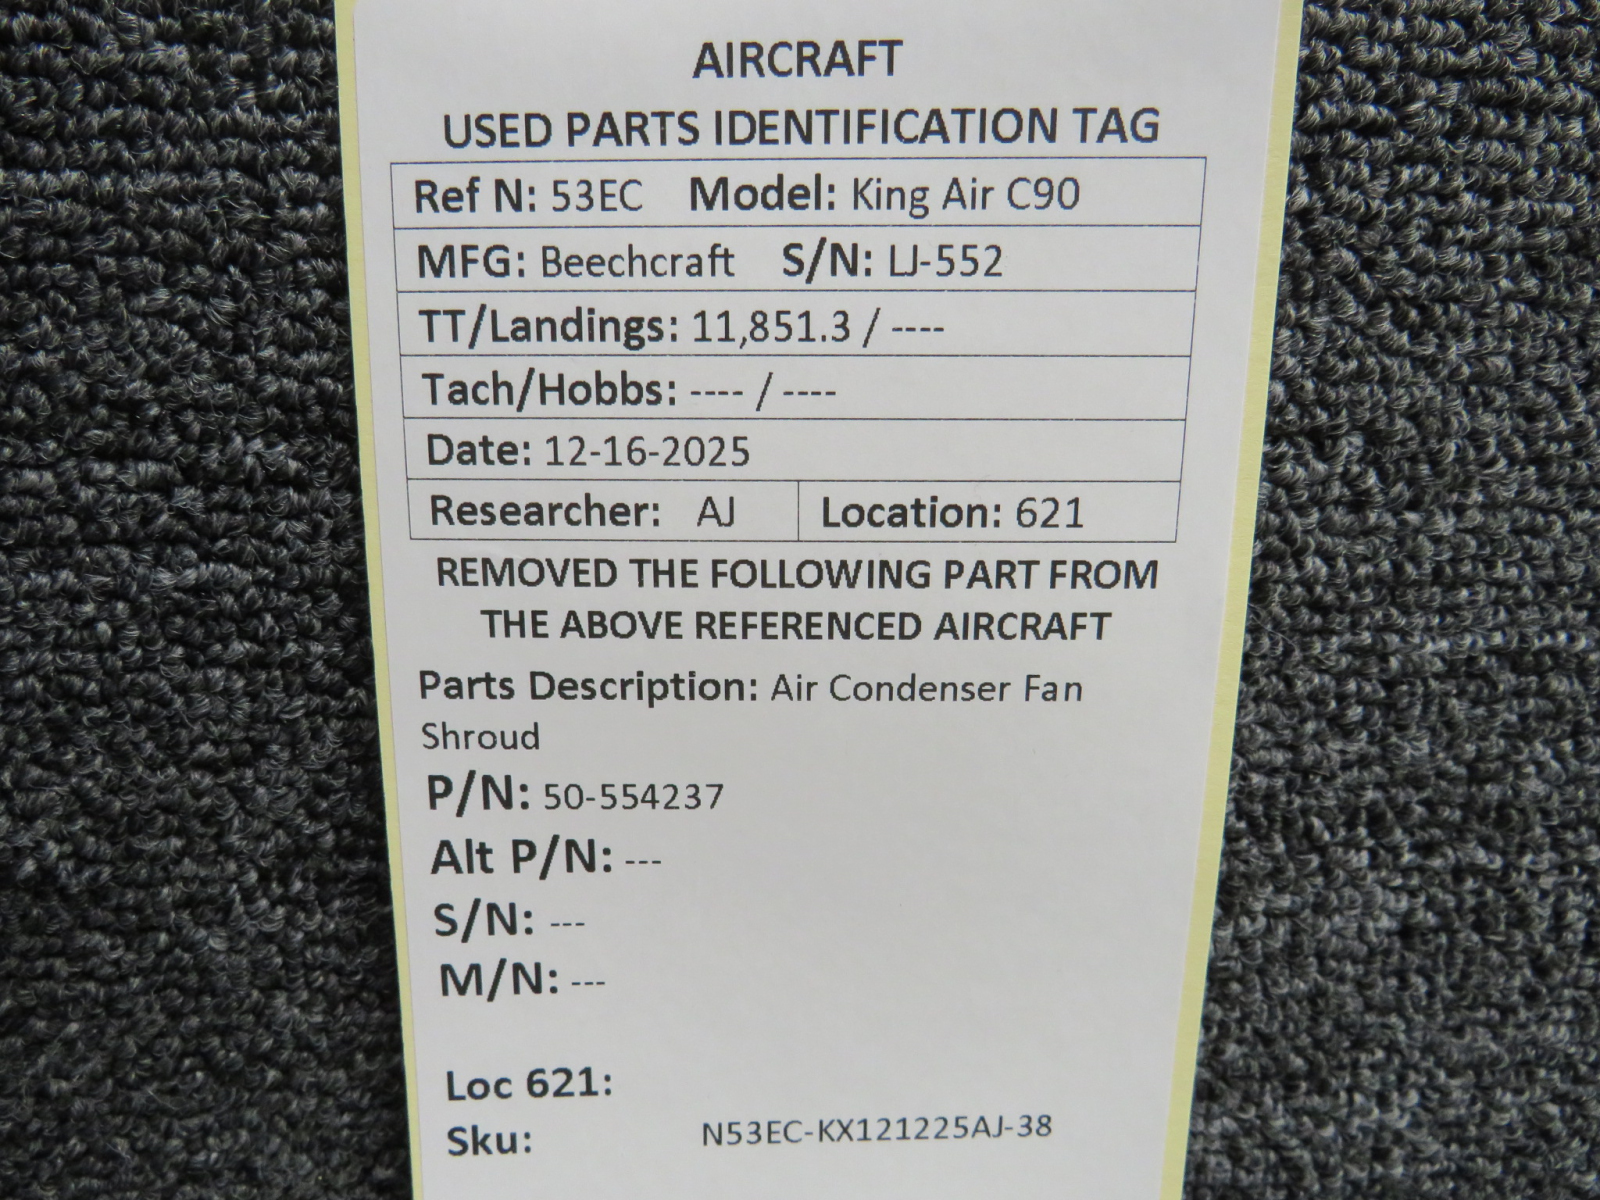 AIRCRAFT
USED PARTS IDENTIFICATION TAG
Ref N: 53EC Model: King Air C90
MFG: Beechcraft S/N: LJ-552
TT/Landings: 11,851.3 / ----
Tach/Hobbs: ---- / ----
Date: 12-16-2025
Researcher: AJ Location: 621
REMOVED THE FOLLOWING PART FROM
THE ABOVE REFERENCED AIRCRAFT
Parts Description: Air Condenser Fan
Shroud
P/N: 50-554237
Alt P/N: ---
S/N: ---
M/N: ---
Loc 621:
Sku: N53EC-KX121225AJ-38